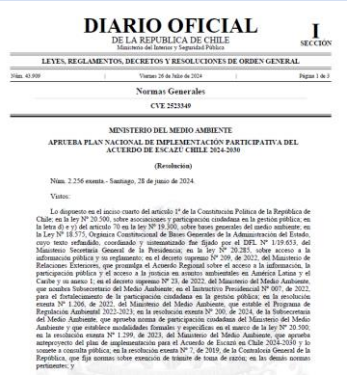 DIARIO OFICIAL
DE LA REPUBLICA DE CHILE
Ministerio del Interior y Seguridad Pública
I
SECCIÓN
LEYES, REGLAMENTOS, DECRETOS Y RESOLUCIONES DE ORDEN GENERAL
Núm. 43.909 | Viernes 26 de Julio de 2024 | Página 1 de 3
Normas Generales
CVE 2523349
MINISTERIO DEL MEDIO AMBIENTE
APRUEBA PLAN NACIONAL DE IMPLEMENTACIÓN PARTICIPATIVA DEL
ACUERDO DE ESCAZÚ CHILE 2024-2030
(Resolución)
Núm. 2.256 exenta.- Santiago, 28 de junio de 2024.
Vistos:
Lo dispuesto en el inciso cuarto del artículo 1º de la Constitución Política de la República de
Chile; en la ley Nº 20.500, sobre asociaciones y participación ciudadana en la gestión pública; en
la letra d) e y) del artículo 70 en la ley Nº 19.300, sobre bases generales del medio ambiente; en
la Ley Nº 18.575, Orgánica Constitucional de Bases Generales de la Administración del Estado,
cuyo texto refundido, coordinado y sistematizado fue fijado por el DFL Nº 1/19.653, del
Ministerio Secretaría General de la Presidencia; en la ley Nº 20.285, sobre acceso a la
información pública y su reglamento; en el decreto supremo Nº 209, de 2022, del Ministerio de
Relaciones Exteriores, que promulga el Acuerdo Regional sobre el acceso a la información, la
participación pública y el acceso a la justicia en asuntos ambientales en América Latina y el
Caribe y su anexo 1; en el decreto supremo Nº 23, de 2022, del Ministerio del Medio Ambiente,
que nombra Subsecretario del Medio Ambiente; en el Instructivo Presidencial Nº 007, de 2022,
para el fortalecimiento de la participación ciudadana en la gestión pública; en la resolución
exenta Nº 1.206, de 2022, del Ministerio del Medio Ambiente, que establece el Programa de
Regulación Ambiental 2022-2023; en la resolución exenta Nº 200, de 2024, de la Subsecretaría
del Medio Ambiente, que aprueba norma de participación ciudadana del Ministerio del Medio
Ambiente y que establece modalidades formales y específicas en el marco de la ley Nº 20.500;
en la resolución exenta Nº 1.299, de 2023, del Ministerio del Medio Ambiente, que aprueba
anteproyecto del plan de implementación para el Acuerdo de Escazú en Chile 2024-2030 y lo
somete a consulta pública; en la resolución exenta Nº 7, de 2019, de la Contraloría General de la
República, que fija normas sobre exención de trámite de toma de razón; en las demás normas
pertinentes; y